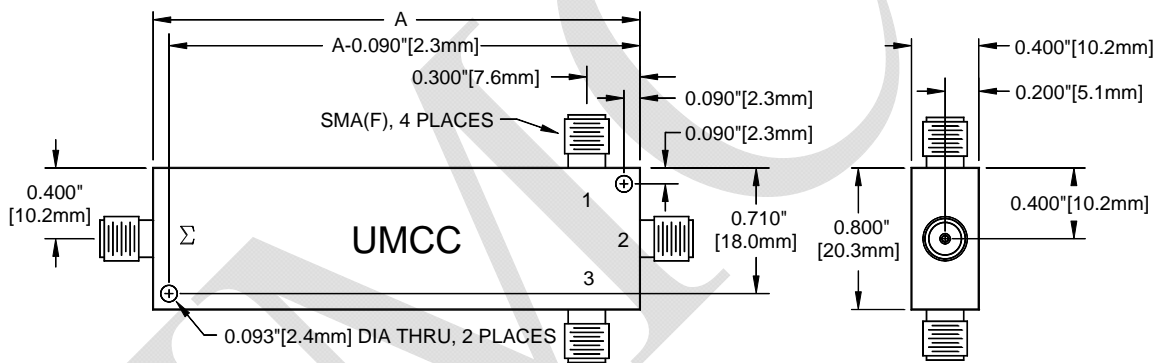 A
A-0.090"[2.3mm]
0.300"[7.6mm]
0.090"[2.3mm]
SMA(F), 4 PLACES
0.090"[2.3mm]
0.400"
[10.2mm]
Σ
UMCC
1
2
3
0.710"
[18.0mm]
0.093"[2.4mm] DIA THRU, 2 PLACES
0.400"[10.2mm]
0.200"[5.1mm]
0.800"
[20.3mm]
0.400"[10.2mm]